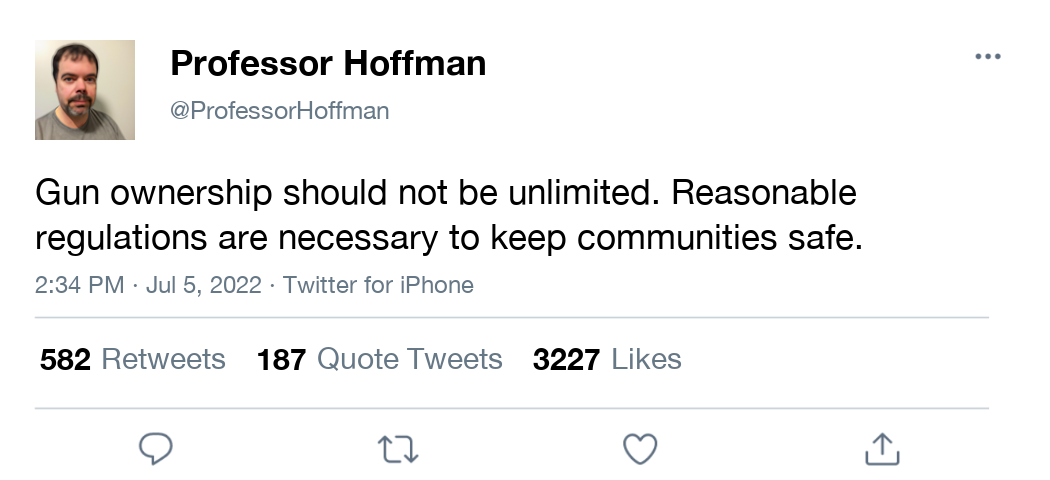 Professor Hoffman
@ProfessorHoffman
Gun ownership should not be unlimited. Reasonable
regulations are necessary to keep communities safe.
2:34 PM · Jul 5, 2022 · Twitter for iPhone
582 Retweets 187 Quote Tweets 3227 Likes